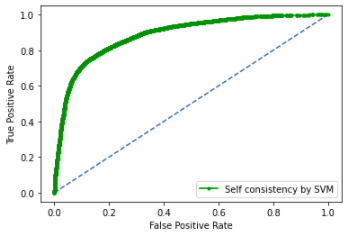 1.0
0.8
0.6
0.4
0.2
0.0
True Positive Rate
Self consistency by SVM
0.0 0.2 0.4 0.6 0.8 1.0
False Positive Rate